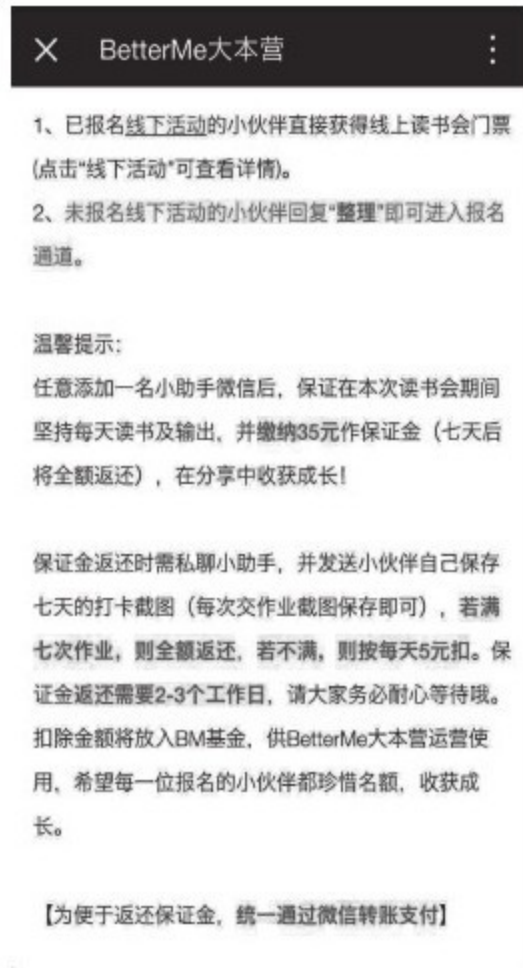 × BetterMe大本营
1、已报名线下活动的小伙伴直接获得线上读书会门票
(点击“线下活动”可查看详情)。
2、未报名线下活动的小伙伴回复“整理”即可进入报名
通道。
温馨提示:
任意添加一名小助手微信后，保证在本次读书会期间
坚持每天读书及输出，并缴纳35元作保证金（七天后
将全额返还），在分享中收获成长！
保证金返还时需私聊小助手，并发送小伙伴自己保存
七天的打卡截图（每次交作业截图保存即可），若满
七次作业，则全额返还，若不满，则按每天5元扣。保
证金返还需要2-3个工作日，请大家务必耐心等待哦。
扣除金额将放入BM基金，供BetterMe大本营运营使
用，希望每一位报名的小伙伴都珍惜名额，收获成
长。
【为便于返还保证金，统一通过微信转账支付】